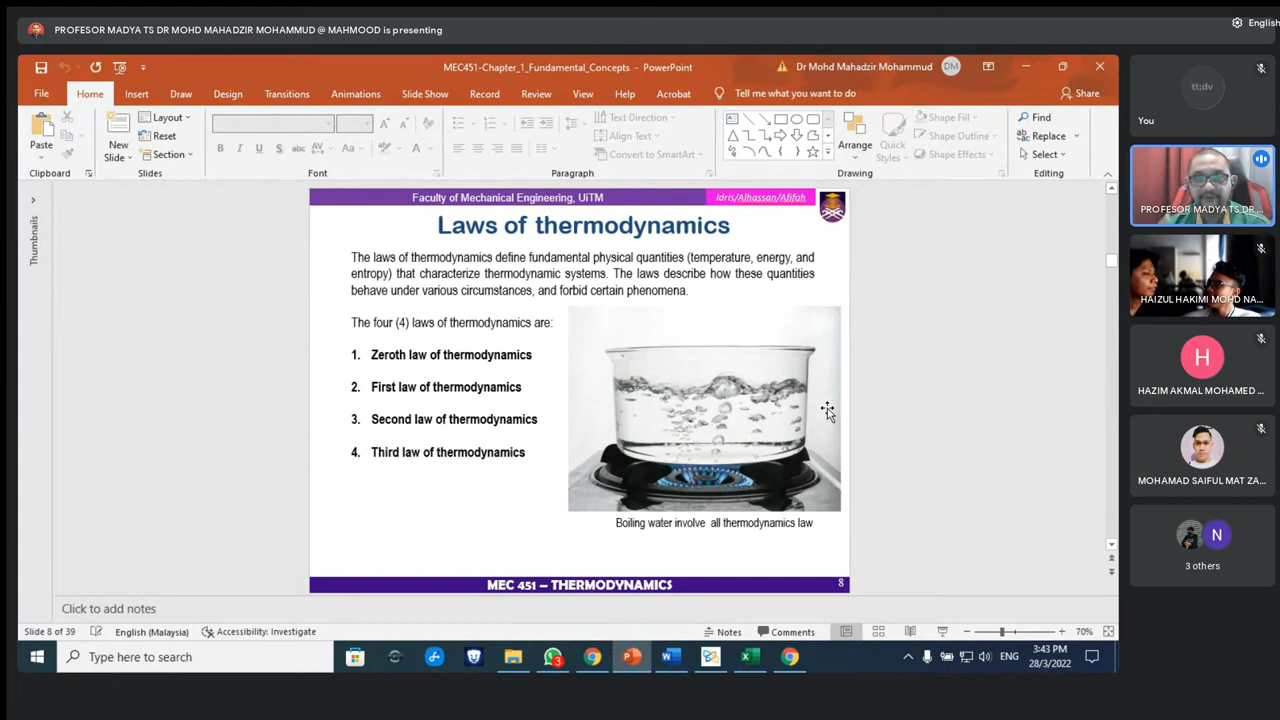 PROFESOR MADYA TS DR MOHD MAHADZIR MOHAMMUD @ MAHMOOD is presenting
English
MEC451-Chapter_1_Fundamental_Concepts - PowerPoint
Dr Mohd Mahadzir Mohammud
DM
File
Home
Insert
Draw
Design
Transitions
Animations
Slide Show
Record
Review
View
Help
Acrobat
Tell me what you want to do
Share
Paste
New
Slide
Layout
Reset
Section
Text Direction
Align Text
Convert to SmartArt
Arrange
Quick
Styles
Shape Fill
Shape Outline
Shape Effects
Find
Replace
Select
Clipboard
Slides
Font
Paragraph
Drawing
Editing
Thumbnails
Faculty of Mechanical Engineering, UiTM
Idris/Alhassan/Afifah
Laws of thermodynamics
The laws of thermodynamics define fundamental physical quantities (temperature, energy, and
entropy) that characterize thermodynamic systems. The laws describe how these quantities
behave under various circumstances, and forbid certain phenomena.
The four (4) laws of thermodynamics are:
1. Zeroth law of thermodynamics
2. First law of thermodynamics
3. Second law of thermodynamics
4. Third law of thermodynamics
Boiling water involve all thermodynamics law
MEC 451 – THERMODYNAMICS
8
Click to add notes
Slide 8 of 39
English (Malaysia)
Accessibility: Investigate
Notes
Comments
70%
Type here to search
3
ENG
3:43 PM
28/3/2022
tl;dv
You
PROFESOR MADYA TS DR ...
HAIZUL HAKIMI MOHD NA...
H
HAZIM AKMAL MOHAMED ...
MOHAMAD SAIFUL MAT ZA...
N
3 others